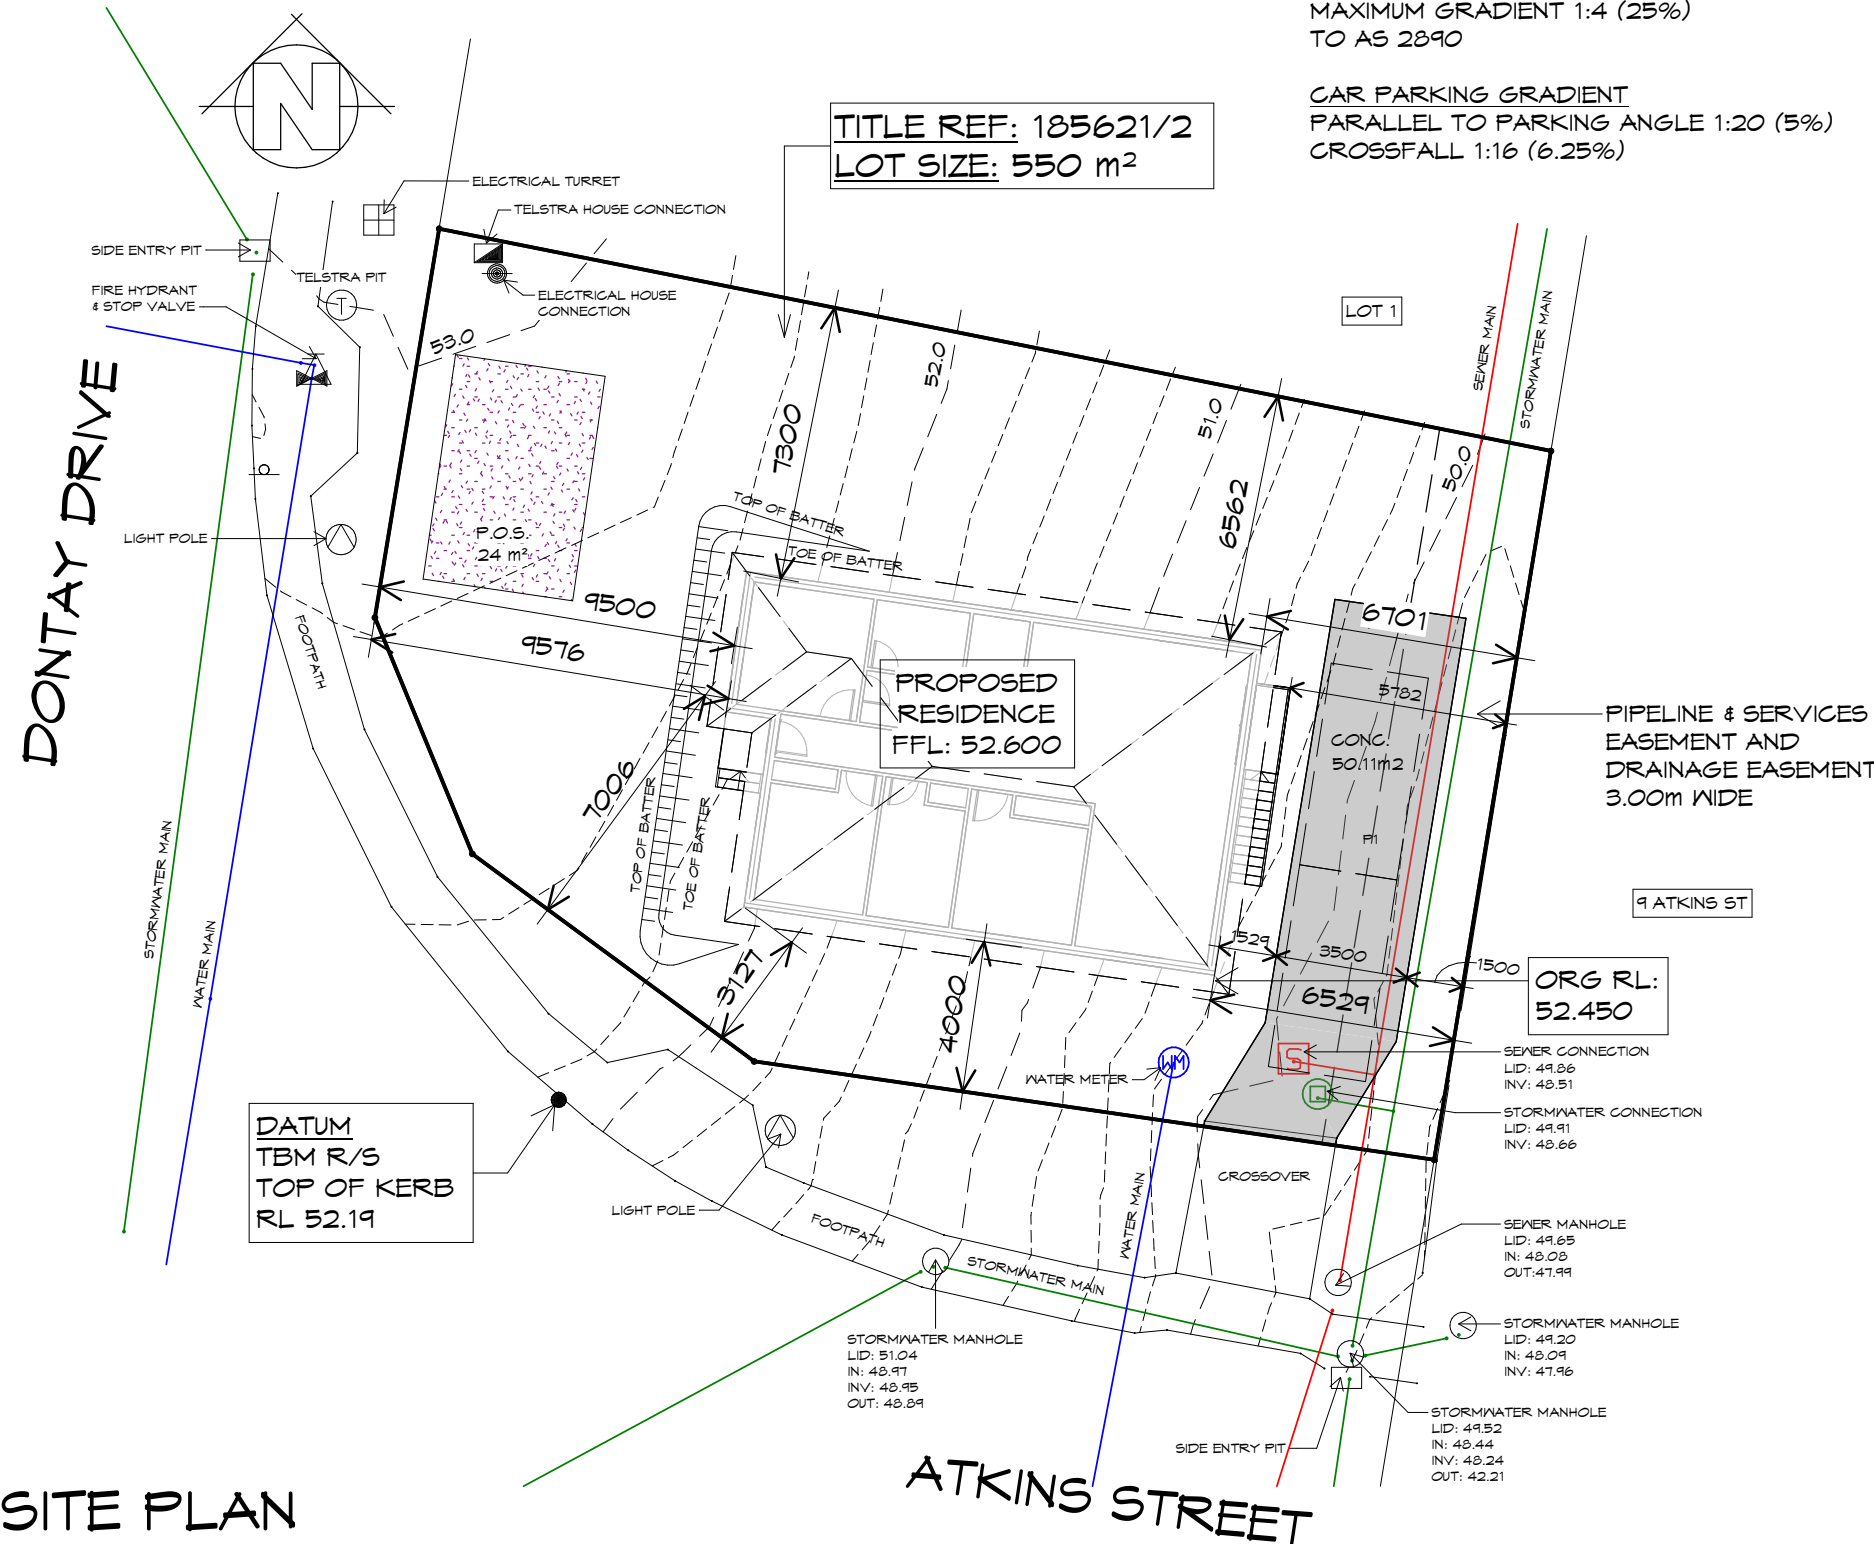 MAXIMUM GRADIENT 1:4 (25%)
TO AS 2890
CAR PARKING GRADIENT
PARALLEL TO PARKING ANGLE 1:20 (5%)
CROSSFALL 1:16 (6.25%)
N
TITLE REF: 185621/2
LOT SIZE: 550 m²
ELECTRICAL TURRET
TELSTRA HOUSE CONNECTION
SIDE ENTRY PIT
TELSTRA PIT
T
FIRE HYDRANT
& STOP VALVE
ELECTRICAL HOUSE
CONNECTION
LOT 1
SEWER MAIN
STORMWATER MAIN
53.0
52.0
51.0
50.0
7300
6562
DONTAY DRIVE
LIGHT POLE
P.O.S.
24 m²
TOP OF BATTER
TOE OF BATTER
9500
9576
6701
FOOTPATH
PROPOSED
RESIDENCE
FFL: 52.600
5782
CONC.
50.11m2
P1
PIPELINE & SERVICES
EASEMENT AND
DRAINAGE EASEMENT
3.00m WIDE
7006
TOP OF BATTER
TOE OF BATTER
9 ATKINS ST
STORMWATER MAIN
WATER MAIN
3127
4000
1529
3500
1500
6529
ORG RL:
52.450
WATER METER
WM
S
SEWER CONNECTION
LID: 49.86
INV: 48.51
STORMWATER CONNECTION
LID: 49.91
INV: 48.66
DATUM
TBM R/S
TOP OF KERB
RL 52.19
LIGHT POLE
FOOTPATH
STORMWATER MAIN
WATER MAIN
CROSSOVER
SEWER MANHOLE
LID: 49.65
IN: 48.08
OUT:47.99
STORMWATER MANHOLE
LID: 51.04
IN: 48.97
INV: 48.95
OUT: 48.89
STORMWATER MANHOLE
LID: 49.20
IN: 48.09
INV: 47.96
STORMWATER MANHOLE
LID: 49.52
IN: 48.44
INV: 48.24
OUT: 42.21
SIDE ENTRY PIT
ATKINS STREET
SITE PLAN